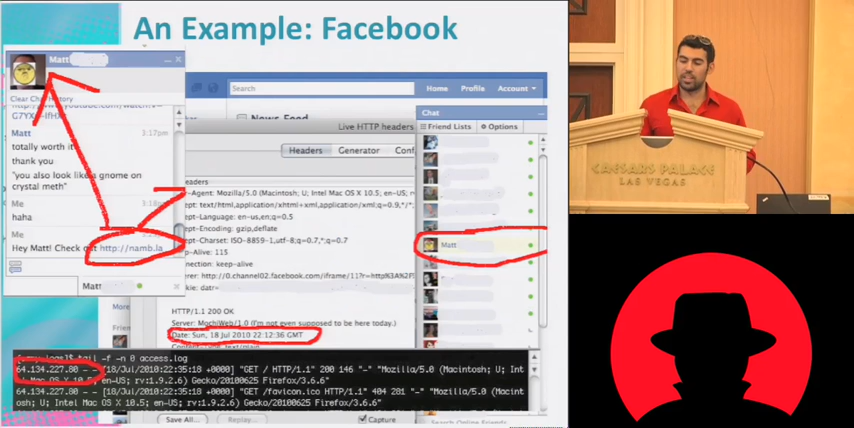 An Example: Facebook
Matt
Clear Chat History
http://www.youtube.com/watch?v=
Matt 3:17pm
totally worth it
thank you
"you also look like a gnome on
crystal meth"
Me
haha
Me
Hey Matt! Check out http://namb.la
Matt
Search
Home Profile Account
News Feed
Live HTTP headers
Headers Generator
Chat
Friend Lists Options
Matt
-Agent: Mozilla/5.0 (Macintosh; U; Intel Mac OS X 10.5; en-US;
ept: text/html,application/xhtml+xml,application/xml;q=0.9,*/*;
ept-Language: en-us,en;q=0.5
ept-Encoding: gzip,deflate
ept-Charset: ISO-8859-1,utf-8;q=0.7,*;q=0.7
p-Alive: 115
nection: keep-alive
erer: http://0.channel02.facebook.com/iframe/11?
HTTP/1.1 200 OK
Server: MochiWeb/1.0 (I'm not even supposed to be here today.)
Date: Sun, 18 Jul 2010 22:12:36 GMT
More
tail -f -n 0 access.log
64.134.227.80 - - [18/Jul/2010:22:35:18 +0000] "GET / HTTP/1.1" 200 146 "-" "Mozilla/5.0 (Macintosh; U; Int
Mac OS X 10.5; en-US; rv:1.9.2.6) Gecko/20100625 Firefox/3.6.6"
64.134.227.80 - - [18/Jul/2010:22:35:18 +0000] "GET /favicon.ico HTTP/1.1" 404 281 "-" "Mozilla/5.0 (Macint
osh; U; Intel Mac OS X 10.5; en-US; rv:1.9.2.6) Gecko/20100625 Firefox/3.6.6"
Save All... Replay... Capture
Search Online Friends
CAESARS PALACE
LAS VEGAS